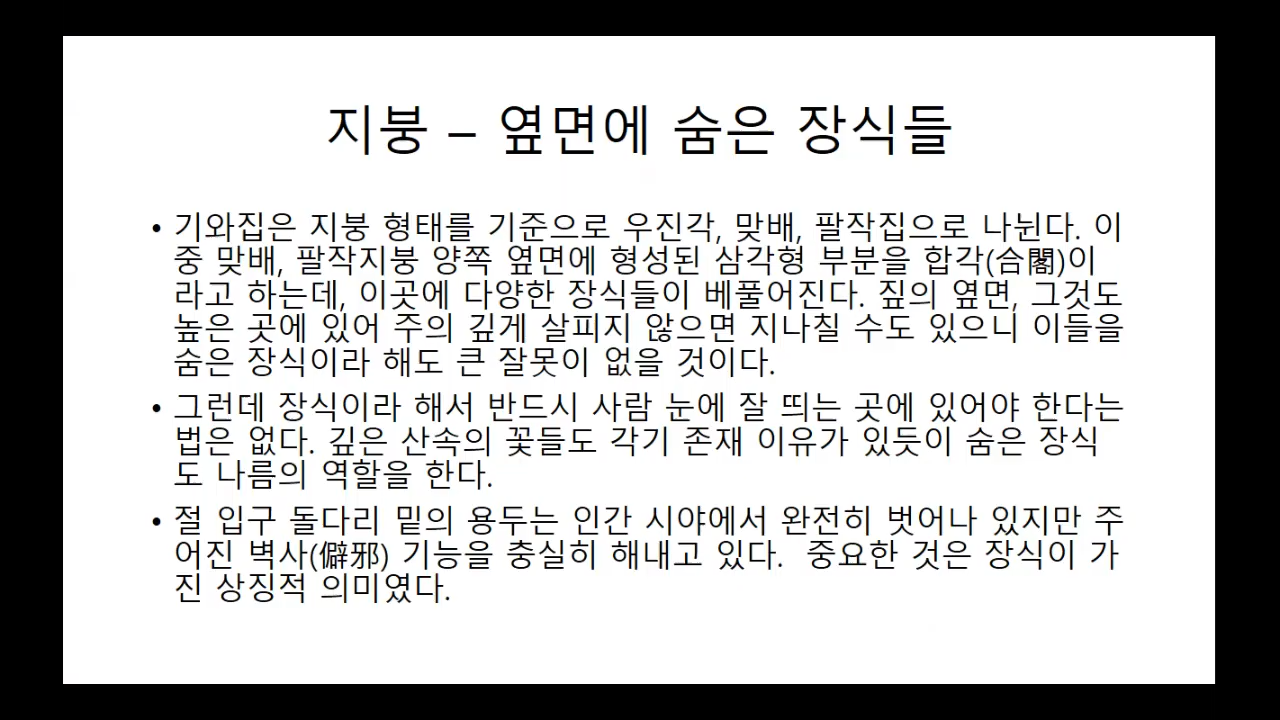 지붕 – 옆면에 숨은 장식들
• 기와집은 지붕 형태를 기준으로 우진각, 맞배, 팔작집으로 나뉜다. 이
중 맞배, 팔작지붕 양쪽 옆면에 형성된 삼각형 부분을 합각(合閣)이
라고 하는데, 이곳에 다양한 장식들이 베풀어진다. 짚의 옆면, 그것도
높은 곳에 있어 주의 깊게 살피지 않으면 지나칠 수도 있으니 이들을
숨은 장식이라 해도 큰 잘못이 없을 것이다.
• 그런데 장식이라 해서 반드시 사람 눈에 잘 띄는 곳에 있어야 한다는
법은 없다. 깊은 산속의 꽃들도 각기 존재 이유가 있듯이 숨은 장식
도 나름의 역할을 한다.
• 절 입구 돌다리 밑의 용두는 인간 시야에서 완전히 벗어나 있지만 주
어진 벽사(僻邪) 기능을 충실히 해내고 있다. 중요한 것은 장식이 가
진 상징적 의미였다.